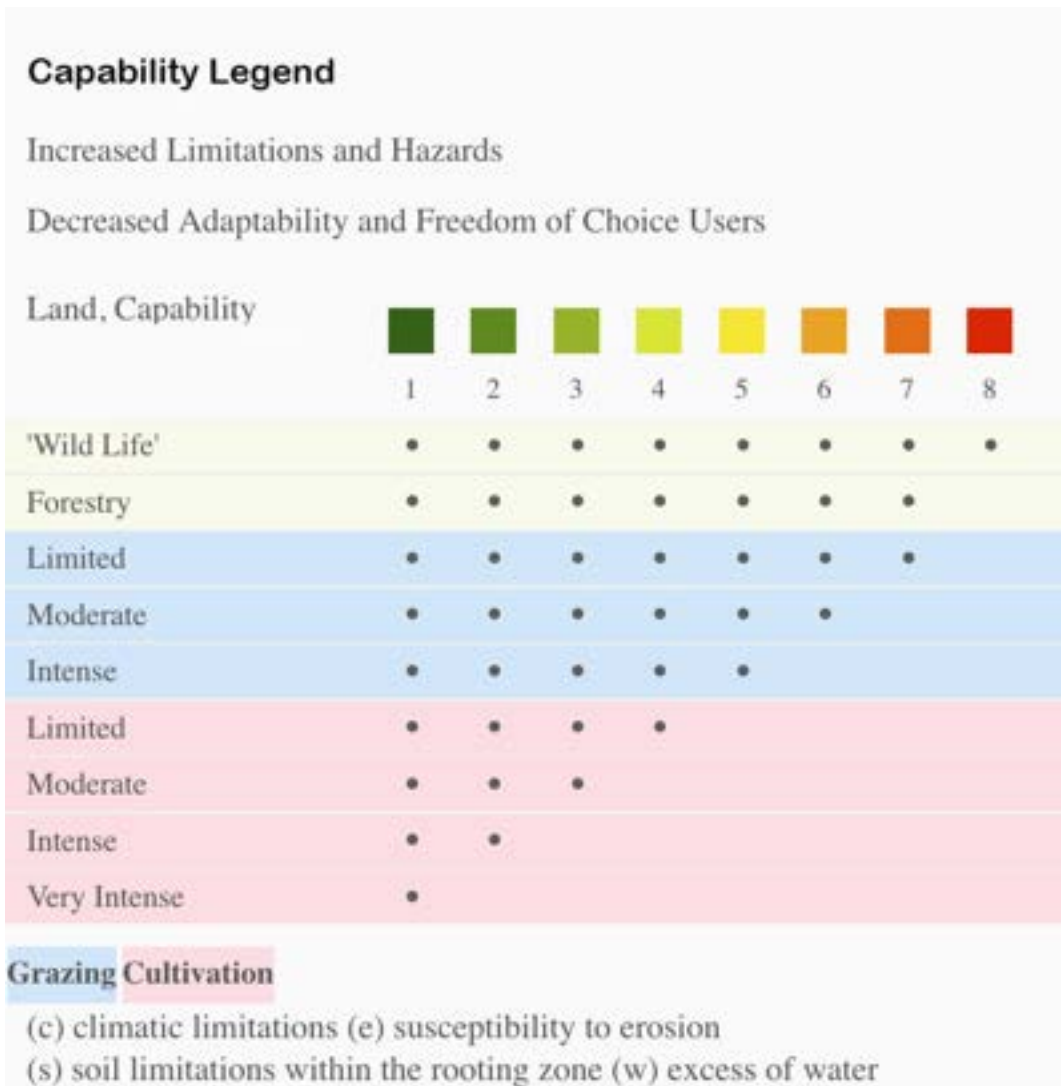 Capability Legend
Increased Limitations and Hazards
Decreased Adaptability and Freedom of Choice Users
Land, Capability
1 2 3 4 5 6 7 8
'Wild Life' • • • • • • • •
Forestry • • • • • • •
Limited • • • • • • •
Moderate • • • • • •
Intense • • • • •
Limited • • • •
Moderate • • •
Intense • •
Very Intense •
Grazing Cultivation
(c) climatic limitations (e) susceptibility to erosion
(s) soil limitations within the rooting zone (w) excess of water